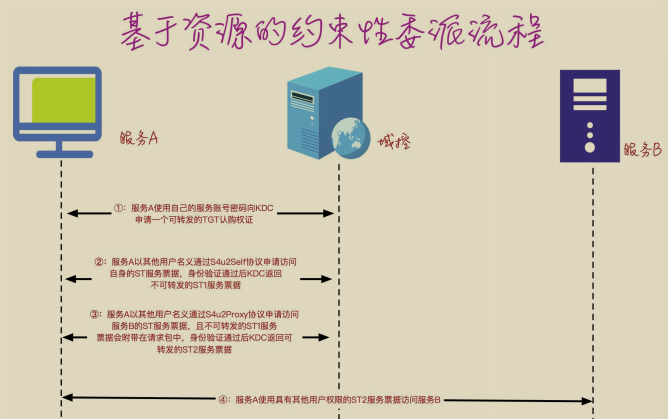 基于资源的约束性委派流程
服务A
域控
服务B
①：服务A使用自己的服务账号密码向KDC
申请一个可转发的TGT认购权证
②：服务A以其他用户名义通过S4u2Self协议申请访问
自身的ST服务票据，身份验证通过后KDC返回
不可转发的ST1服务票据
③：服务A以其他用户名义通过S4u2Proxy协议申请访问
服务B的ST服务票据，且不可转发的ST1服务
票据会附带在请求包中，身份验证通过后KDC返回可
转发的ST2服务票据
④：服务A使用具有其他用户权限的ST2服务票据访问服务B